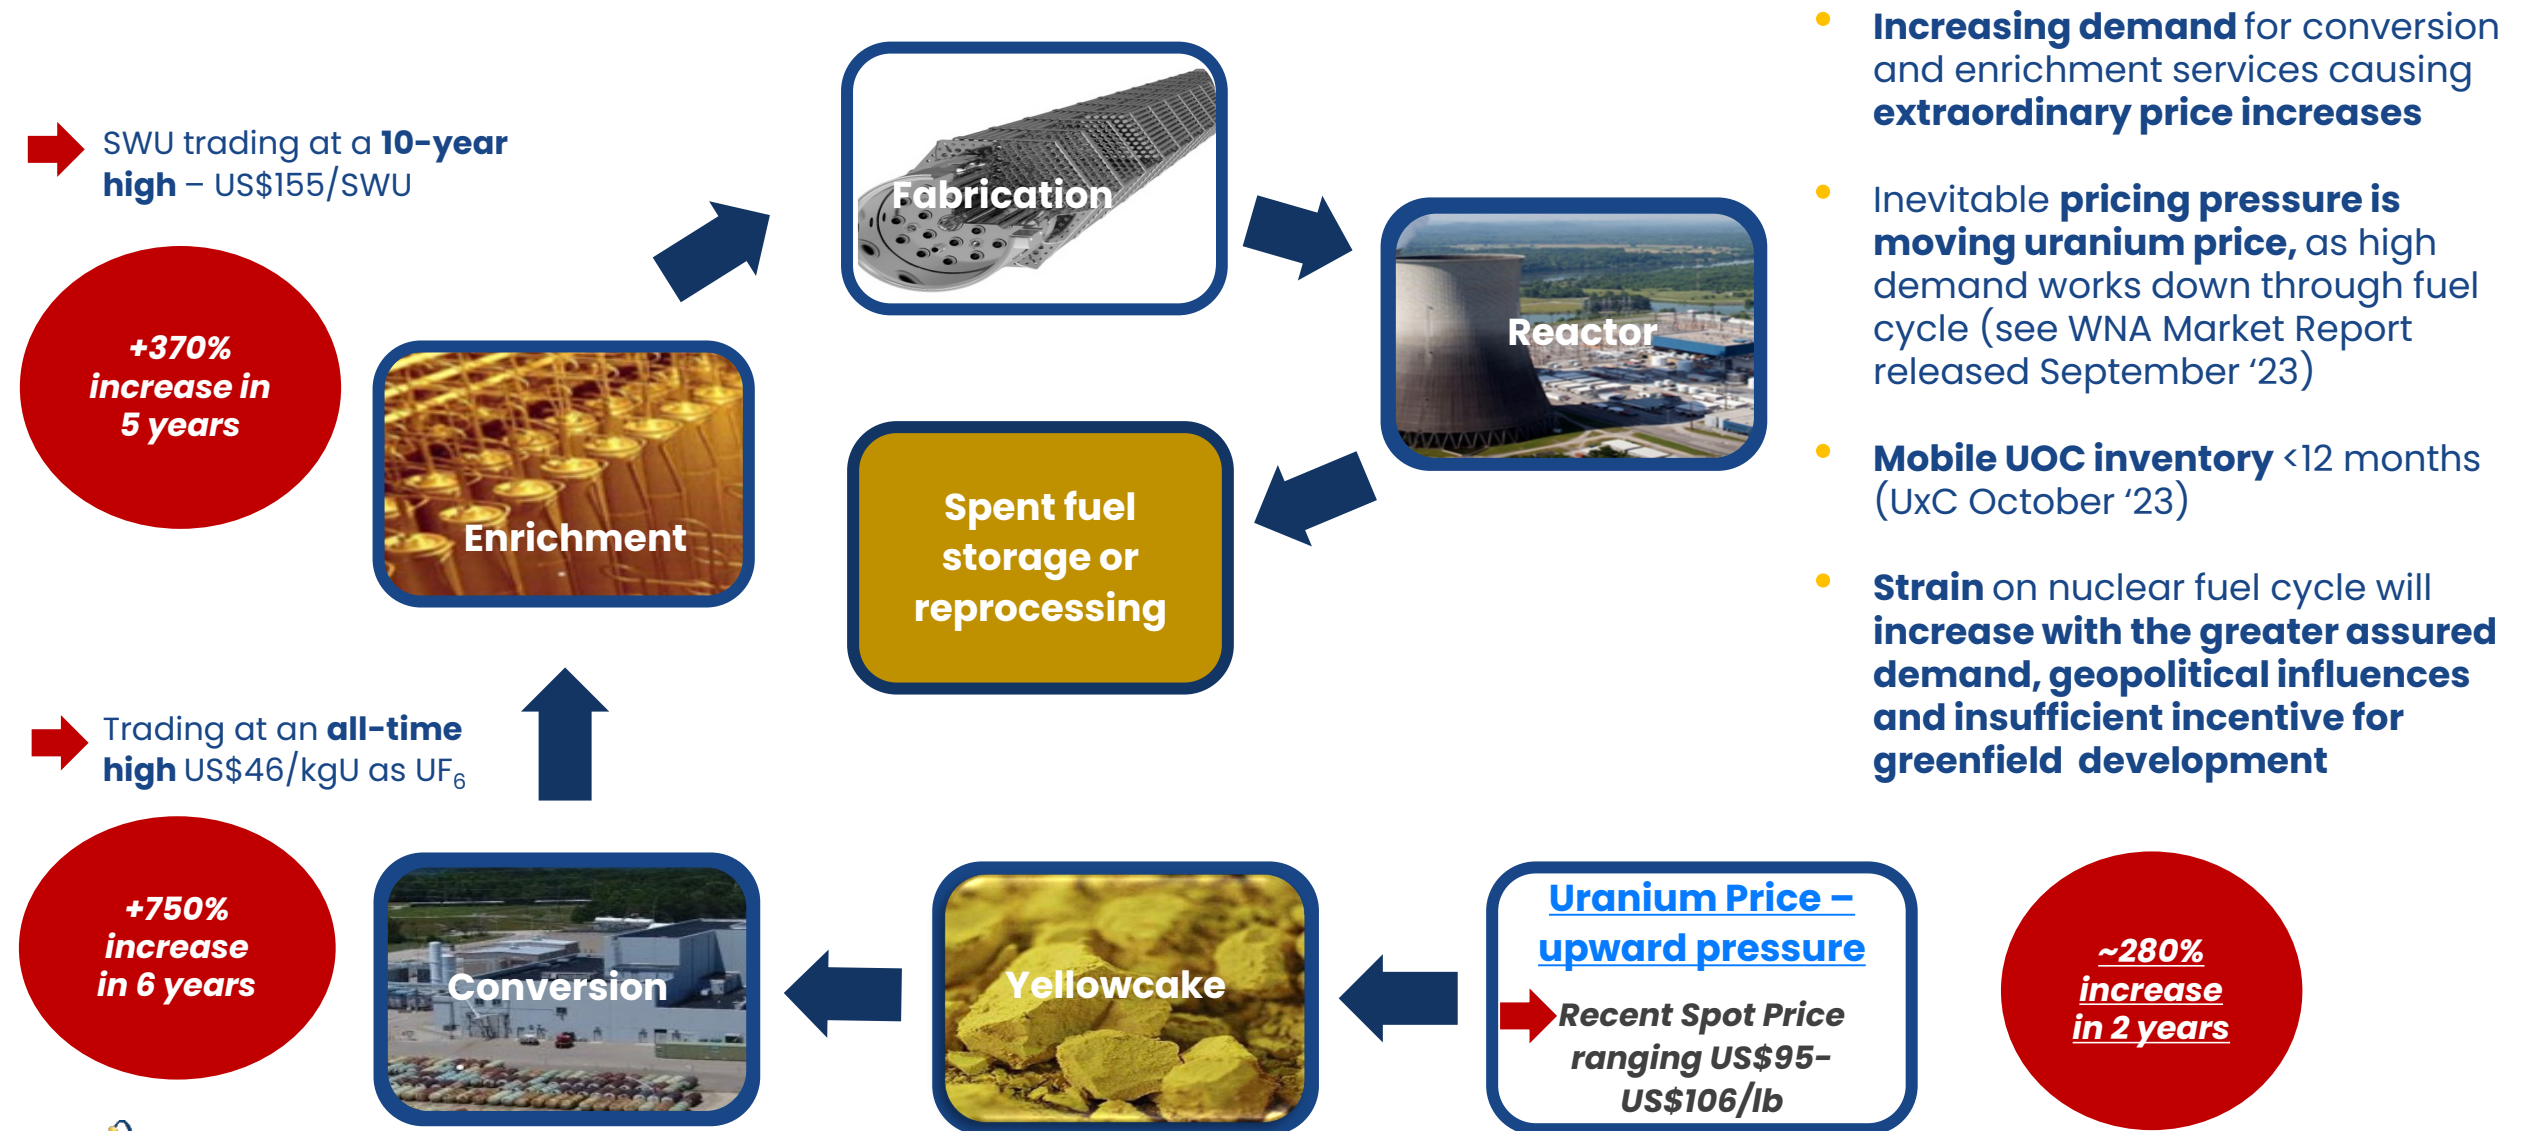 SWU trading at a 10-year
high – US$155/SWU
+370%
increase in
5 years
Enrichment
Fabrication
Reactor
Spent fuel
storage or
reprocessing
Trading at an all-time
high US$46/kgU as UF₆
+750%
increase
in 6 years
Conversion
Yellowcake
Uranium Price –
upward pressure
Recent Spot Price
ranging US$95-
US$106/lb
~280%
increase
in 2 years
• Increasing demand for conversion
and enrichment services causing
extraordinary price increases
• Inevitable pricing pressure is
moving uranium price, as high
demand works down through fuel
cycle (see WNA Market Report
released September ‘23)
• Mobile UOC inventory <12 months
(UxC October ‘23)
• Strain on nuclear fuel cycle will
increase with the greater assured
demand, geopolitical influences
and insufficient incentive for
greenfield development